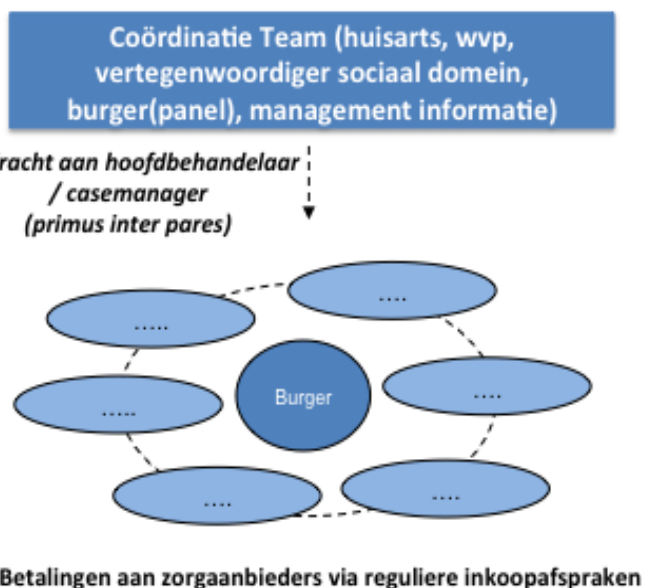 Coördinatie Team (huisarts, wvp,
vertegenwoordiger sociaal domein,
burger(panel), management informatie)
racht aan hoofdbehandelaar
/ casemanager
(primus inter pares)
....
.....
....
.....
Burger
....
....
Betalingen aan zorgaanbieders via reguliere inkoopafspraken